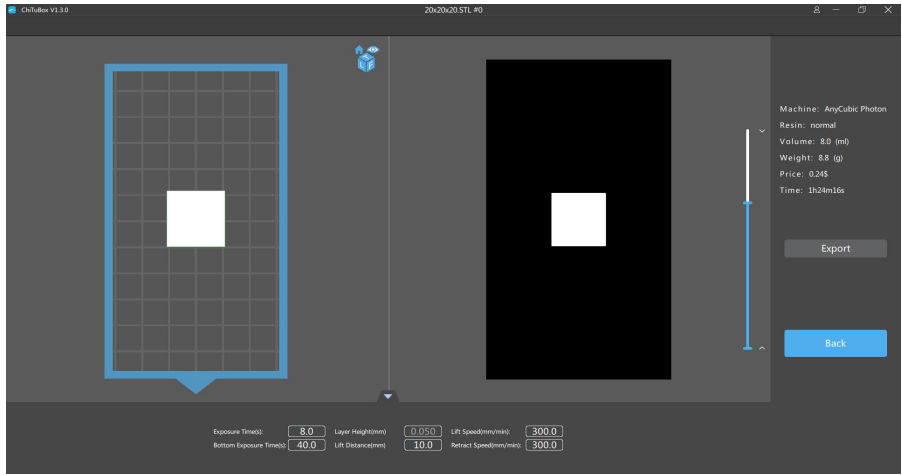 ChiTuBox V1.3.0
20x20x20.STL #0
L F
Machine: AnyCubic Photon
Resin: normal
Volume: 8.0 (ml)
Weight: 8.8 (g)
Price: 0.24$
Time: 1h24m16s
Export
Back
Exposure Time(s): 8.0 Layer Height(mm) 0.050 Lift Speed(mm/min): 300.0
Bottom Exposure Time(s): 40.0 Lift Distance(mm) 10.0 Retract Speed(mm/min): 300.0